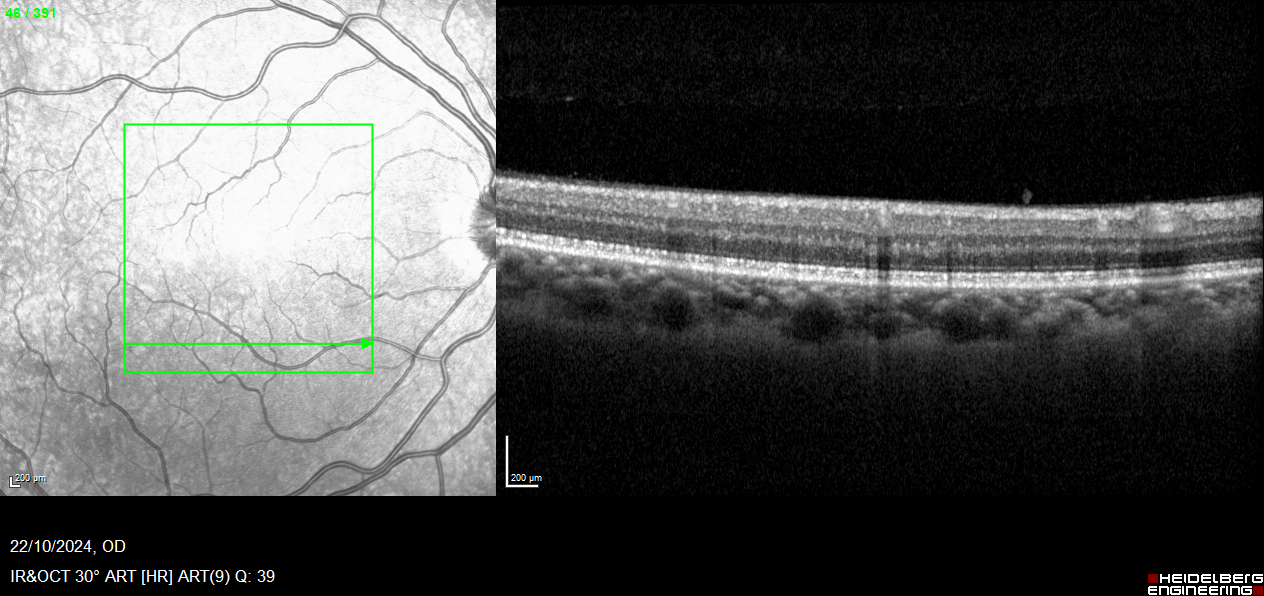 46 / 391
200 µm
200 µm
22/10/2024, OD
IR&OCT 30° ART [HR] ART(9) Q: 39
HEIDELBERG
ENGINEERING